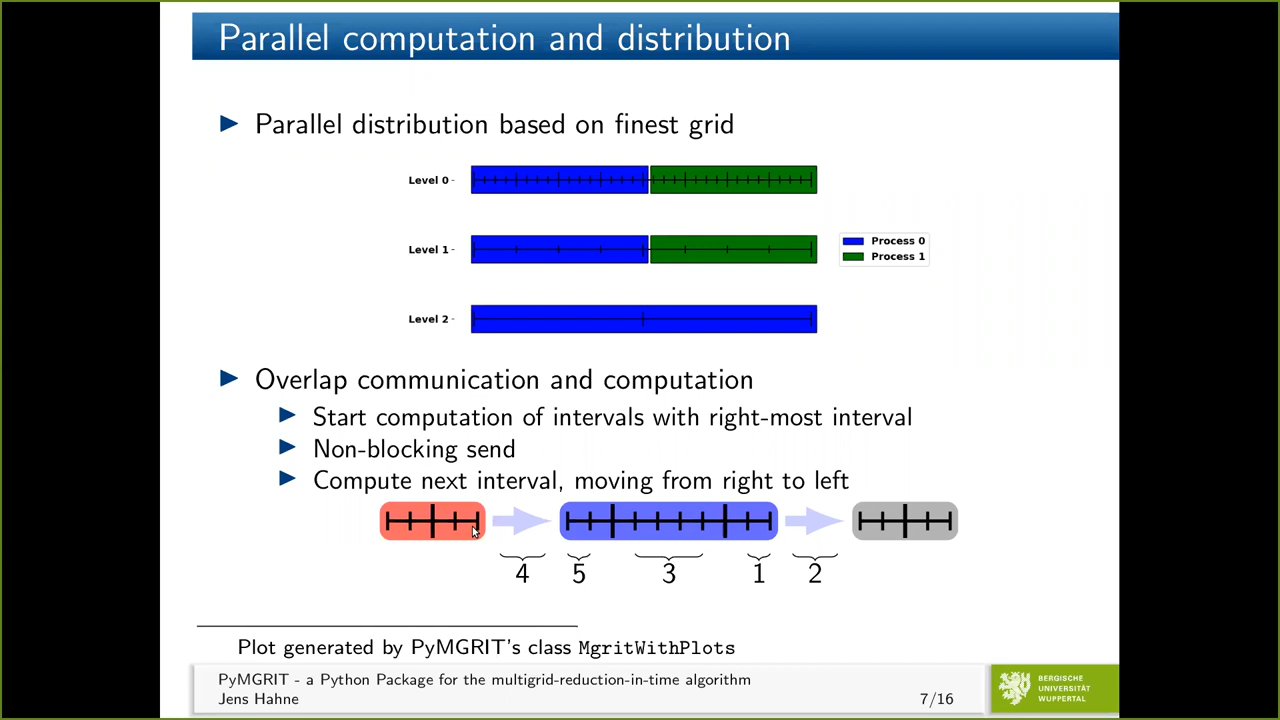 Parallel computation and distribution
Parallel distribution based on finest grid
Level 0
Level 1
Process 0
Process 1
Level 2
Overlap communication and computation
Start computation of intervals with right-most interval
Non-blocking send
Compute next interval, moving from right to left
4 5 3 1 2
Plot generated by PyMGRIT's class MgritWithPlots
PyMGRIT - a Python Package for the multigrid-reduction-in-time algorithm
Jens Hahne
7/16
BERGISCHE
UNIVERSITÄT
WUPPERTAL